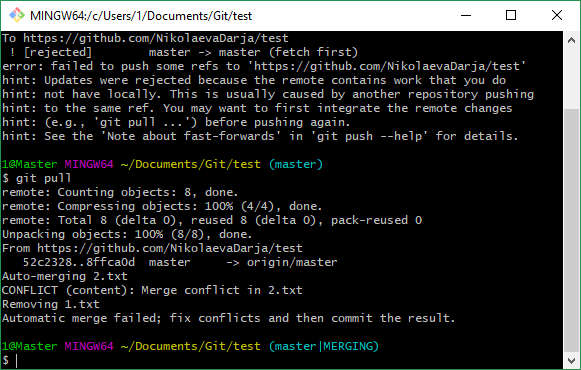 MINGW64:/c/Users/1/Documents/Git/test
To https://github.com/NikolaevaDarja/test
 ! [rejected]        master -> master (fetch first)
error: failed to push some refs to 'https://github.com/NikolaevaDarja/test'
hint: Updates were rejected because the remote contains work that you do
hint: not have locally. This is usually caused by another repository pushing
hint: to the same ref. You may want to first integrate the remote changes
hint: (e.g., 'git pull ...') before pushing again.
hint: See the 'Note about fast-forwards' in 'git push --help' for details.
1@Master MINGW64 ~/Documents/Git/test (master)
$ git pull
remote: Counting objects: 8, done.
remote: Compressing objects: 100% (4/4), done.
remote: Total 8 (delta 0), reused 8 (delta 0), pack-reused 0
Unpacking objects: 100% (8/8), done.
From https://github.com/NikolaevaDarja/test
   52c2328..8ffca0d  master     -> origin/master
Auto-merging 2.txt
CONFLICT (content): Merge conflict in 2.txt
Removing 1.txt
Automatic merge failed; fix conflicts and then commit the result.
1@Master MINGW64 ~/Documents/Git/test (master|MERGING)
$